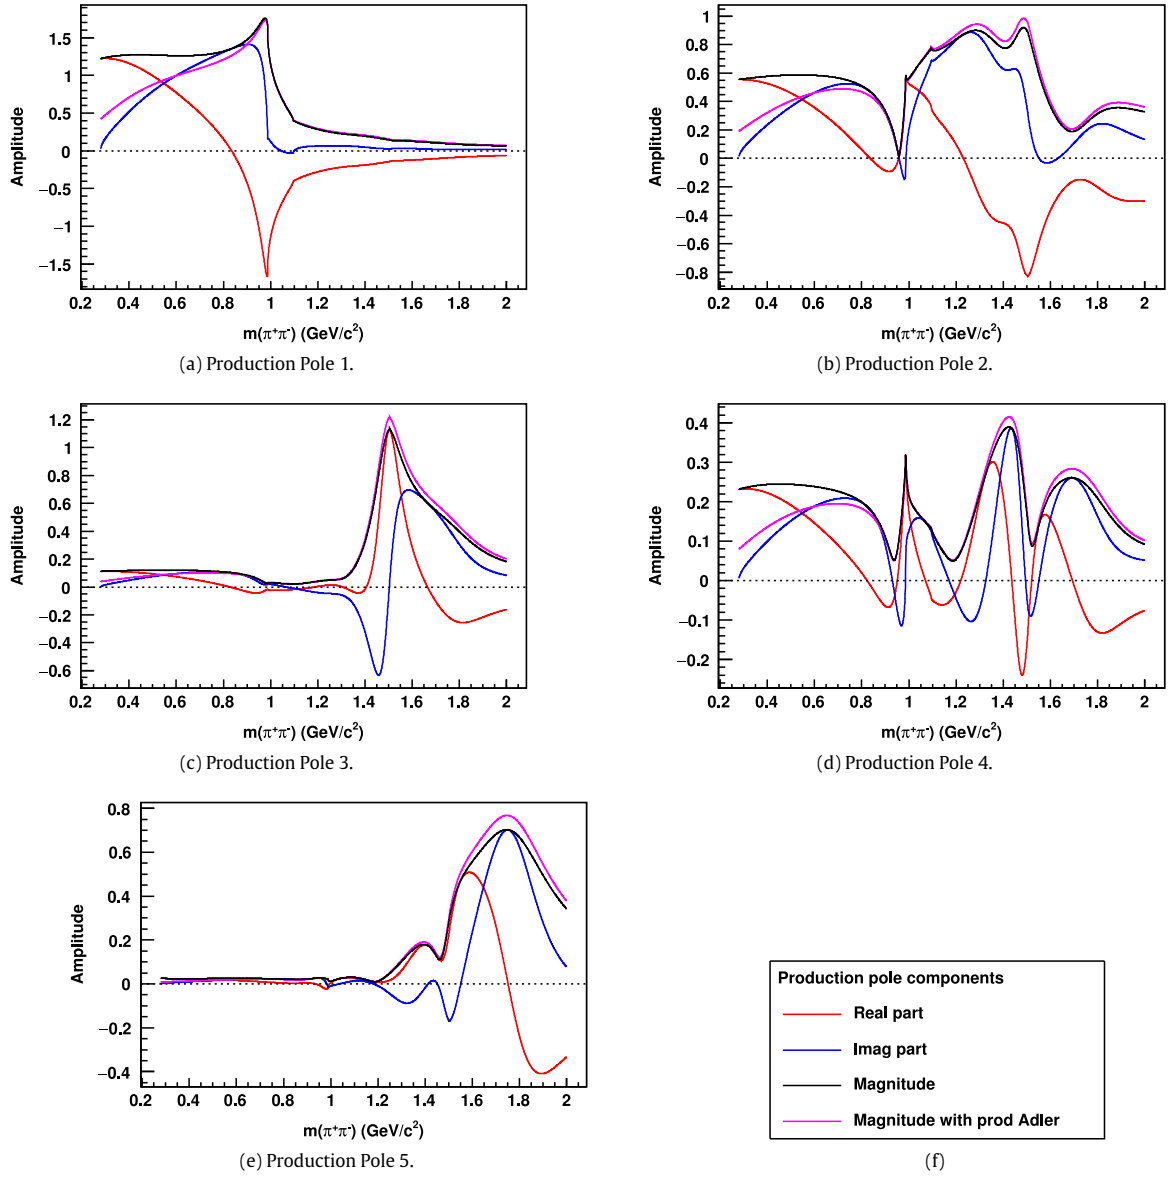 Amplitude
1.5
1
0.5
0
−0.5
−1
−1.5
0.2 0.4 0.6 0.8 1 1.2 1.4 1.6 1.8 2
m(π⁺π⁻) (GeV/c²)
(a) Production Pole 1.
Amplitude
1
0.8
0.6
0.4
0.2
0
−0.2
−0.4
−0.6
−0.8
0.2 0.4 0.6 0.8 1 1.2 1.4 1.6 1.8 2
m(π⁺π⁻) (GeV/c²)
(b) Production Pole 2.
Amplitude
1.2
1
0.8
0.6
0.4
0.2
0
−0.2
−0.4
−0.6
0.2 0.4 0.6 0.8 1 1.2 1.4 1.6 1.8 2
m(π⁺π⁻) (GeV/c²)
(c) Production Pole 3.
Amplitude
0.4
0.3
0.2
0.1
0
−0.1
−0.2
0.2 0.4 0.6 0.8 1 1.2 1.4 1.6 1.8 2
m(π⁺π⁻) (GeV/c²)
(d) Production Pole 4.
Amplitude
0.8
0.6
0.4
0.2
0
−0.2
−0.4
0.2 0.4 0.6 0.8 1 1.2 1.4 1.6 1.8 2
m(π⁺π⁻) (GeV/c²)
(e) Production Pole 5.
Production pole components
Real part
Imag part
Magnitude
Magnitude with prod Adler
(f)